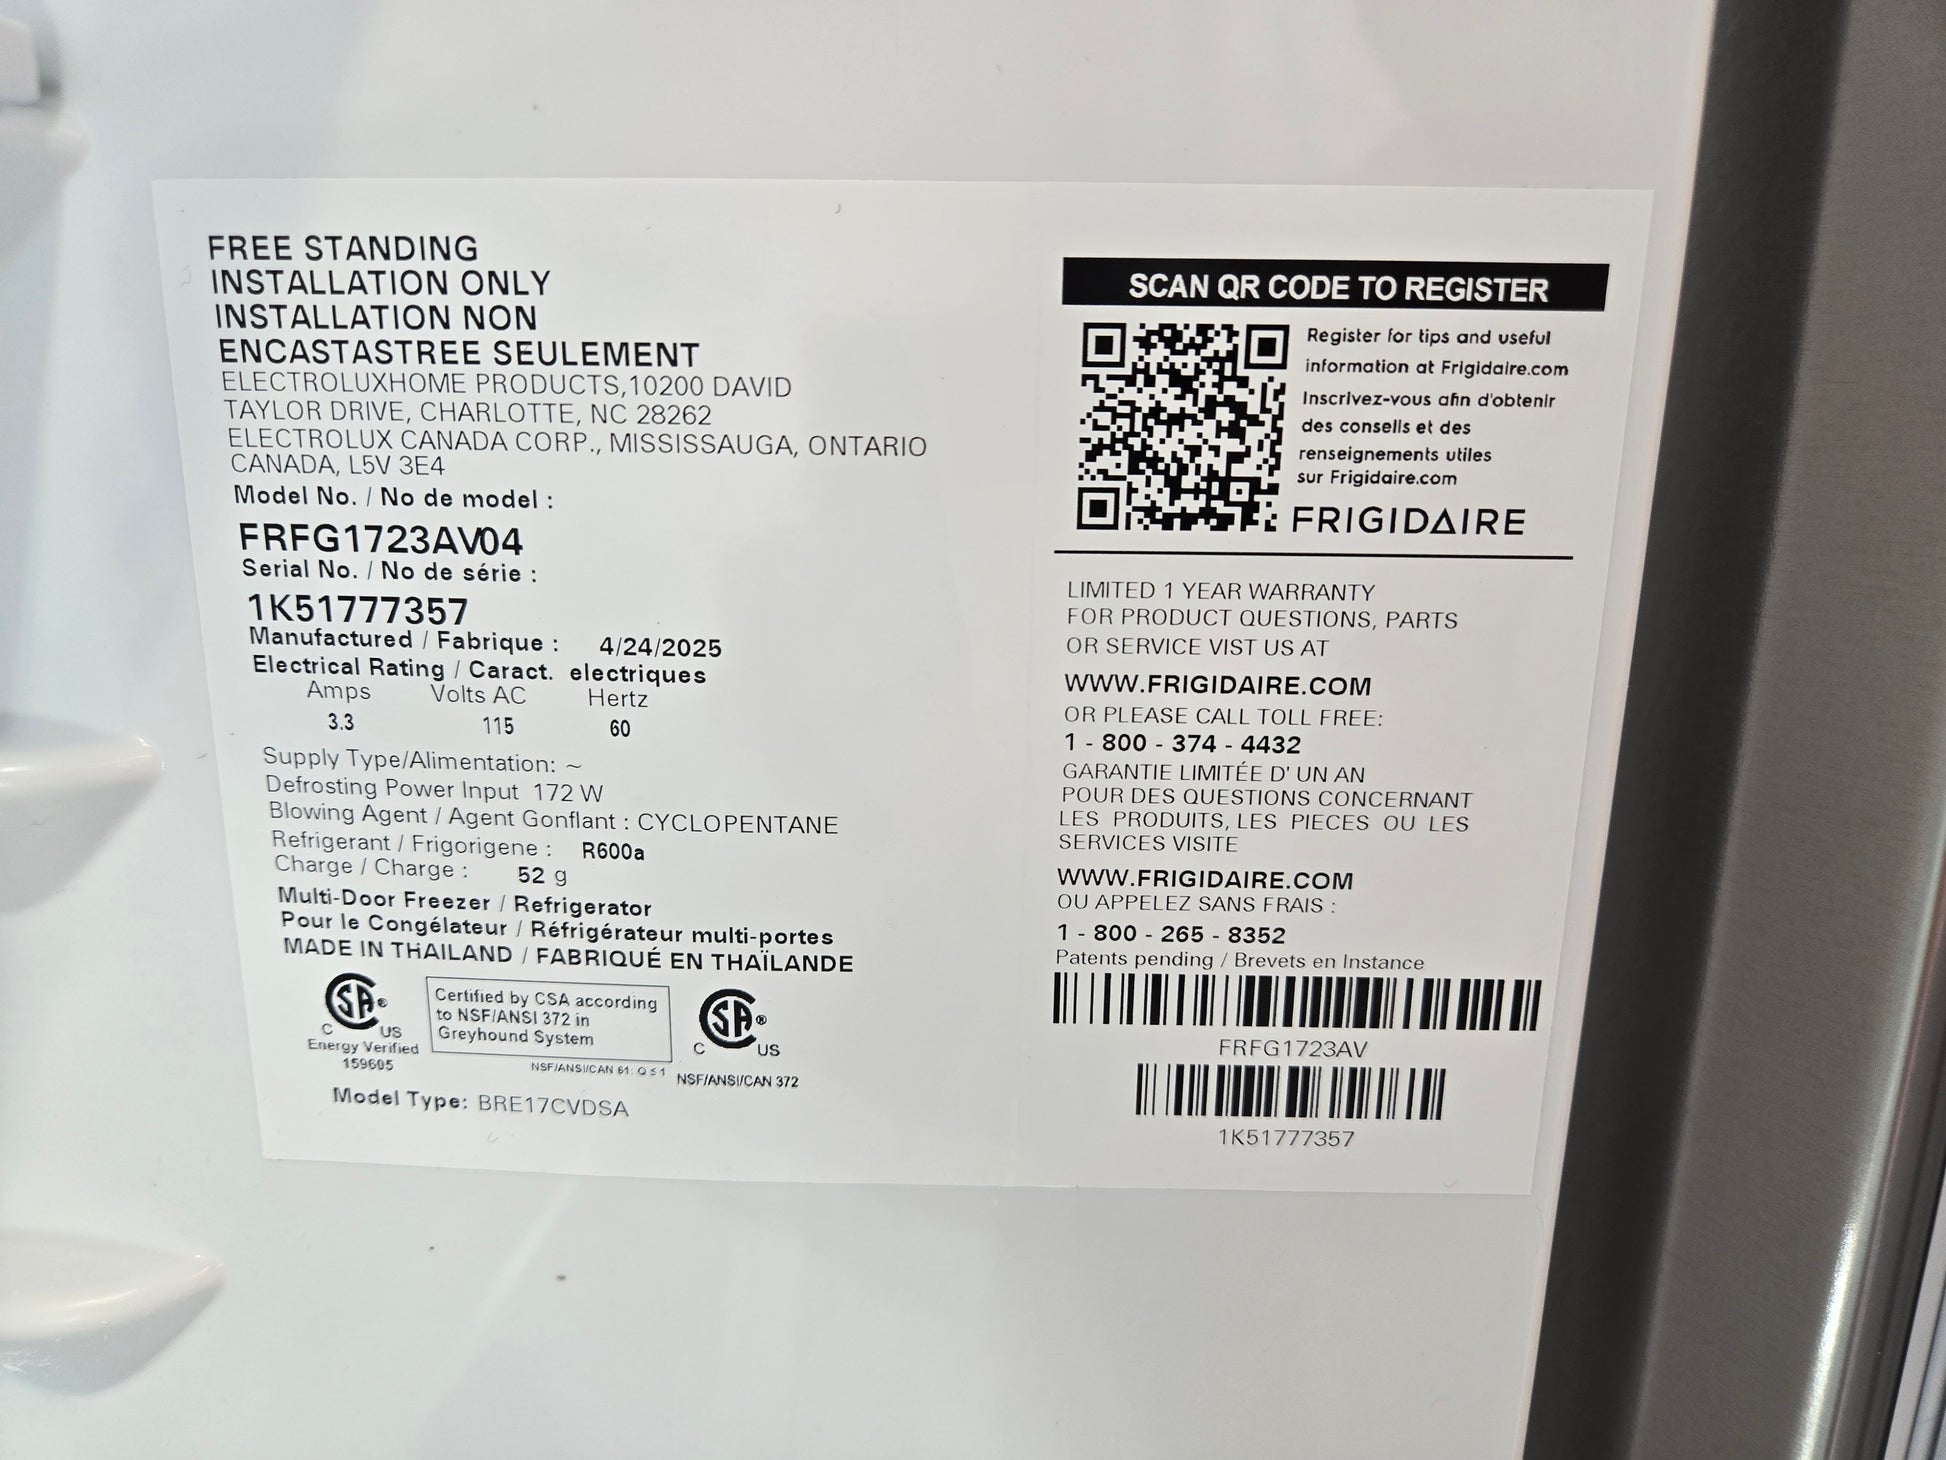 FREE STANDING
INSTALLATION ONLY
INSTALLATION NON
ENCASTASTREE SEULEMENT
ELECTROLUXHOME PRODUCTS,10200 DAVID
TAYLOR DRIVE, CHARLOTTE, NC 28262
ELECTROLUX CANADA CORP., MISSISSAUGA, ONTARIO
CANADA, L5V 3E4
Model No. / No de model :
FRFG1723AV04
Serial No. / No de série :
1K51777357
Manufactured / Fabrique : 4/24/2025
Electrical Rating / Caract. electriques
Amps Volts AC Hertz
3.3 115 60
Supply Type/Alimentation: ~
Defrosting Power Input 172 W
Blowing Agent / Agent Gonflant : CYCLOPENTANE
Refrigerant / Frigorigene : R600a
Charge / Charge : 52 g
Multi-Door Freezer / Refrigerator
Pour le Congélateur / Réfrigérateur multi-portes
MADE IN THAILAND / FABRIQUÉ EN THAÏLANDE
SA ®
C US
Energy Verified
159605
Certified by CSA according
to NSF/ANSI 372 in
Greyhound System
NSF/ANSI/CAN 61: Q ≤ 1
SA ®
C US
NSF/ANSI/CAN 372
Model Type: BRE17CVDSA
SCAN QR CODE TO REGISTER
Register for tips and useful
information at Frigidaire.com
Inscrivez-vous afin d'obtenir
des conseils et des
renseignements utiles
sur Frigidaire.com
FRIGIDAIRE
LIMITED 1 YEAR WARRANTY
FOR PRODUCT QUESTIONS, PARTS
OR SERVICE VIST US AT
WWW.FRIGIDAIRE.COM
OR PLEASE CALL TOLL FREE:
1 - 800 - 374 - 4432
GARANTIE LIMITÉE D' UN AN
POUR DES QUESTIONS CONCERNANT
LES PRODUITS, LES PIECES OU LES
SERVICES VISITE
WWW.FRIGIDAIRE.COM
OU APPELEZ SANS FRAIS :
1 - 800 - 265 - 8352
Patents pending / Brevets en Instance
FRFG1723AV
1K51777357